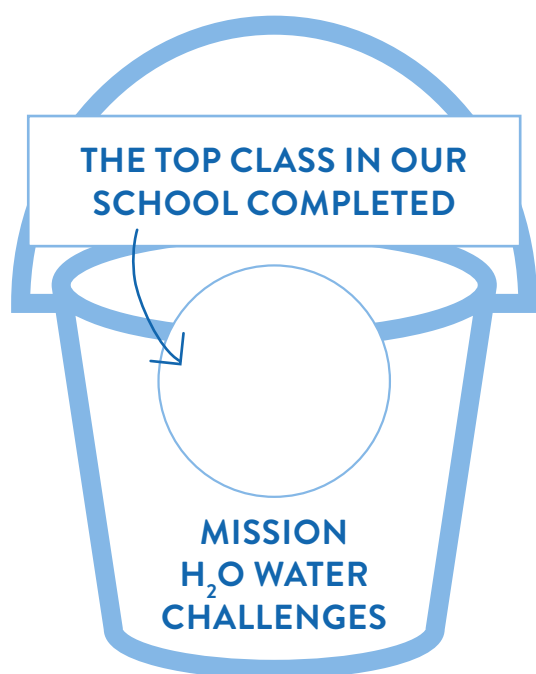 THE TOP CLASS IN OUR
SCHOOL COMPLETED
MISSION
H₂O WATER
CHALLENGES